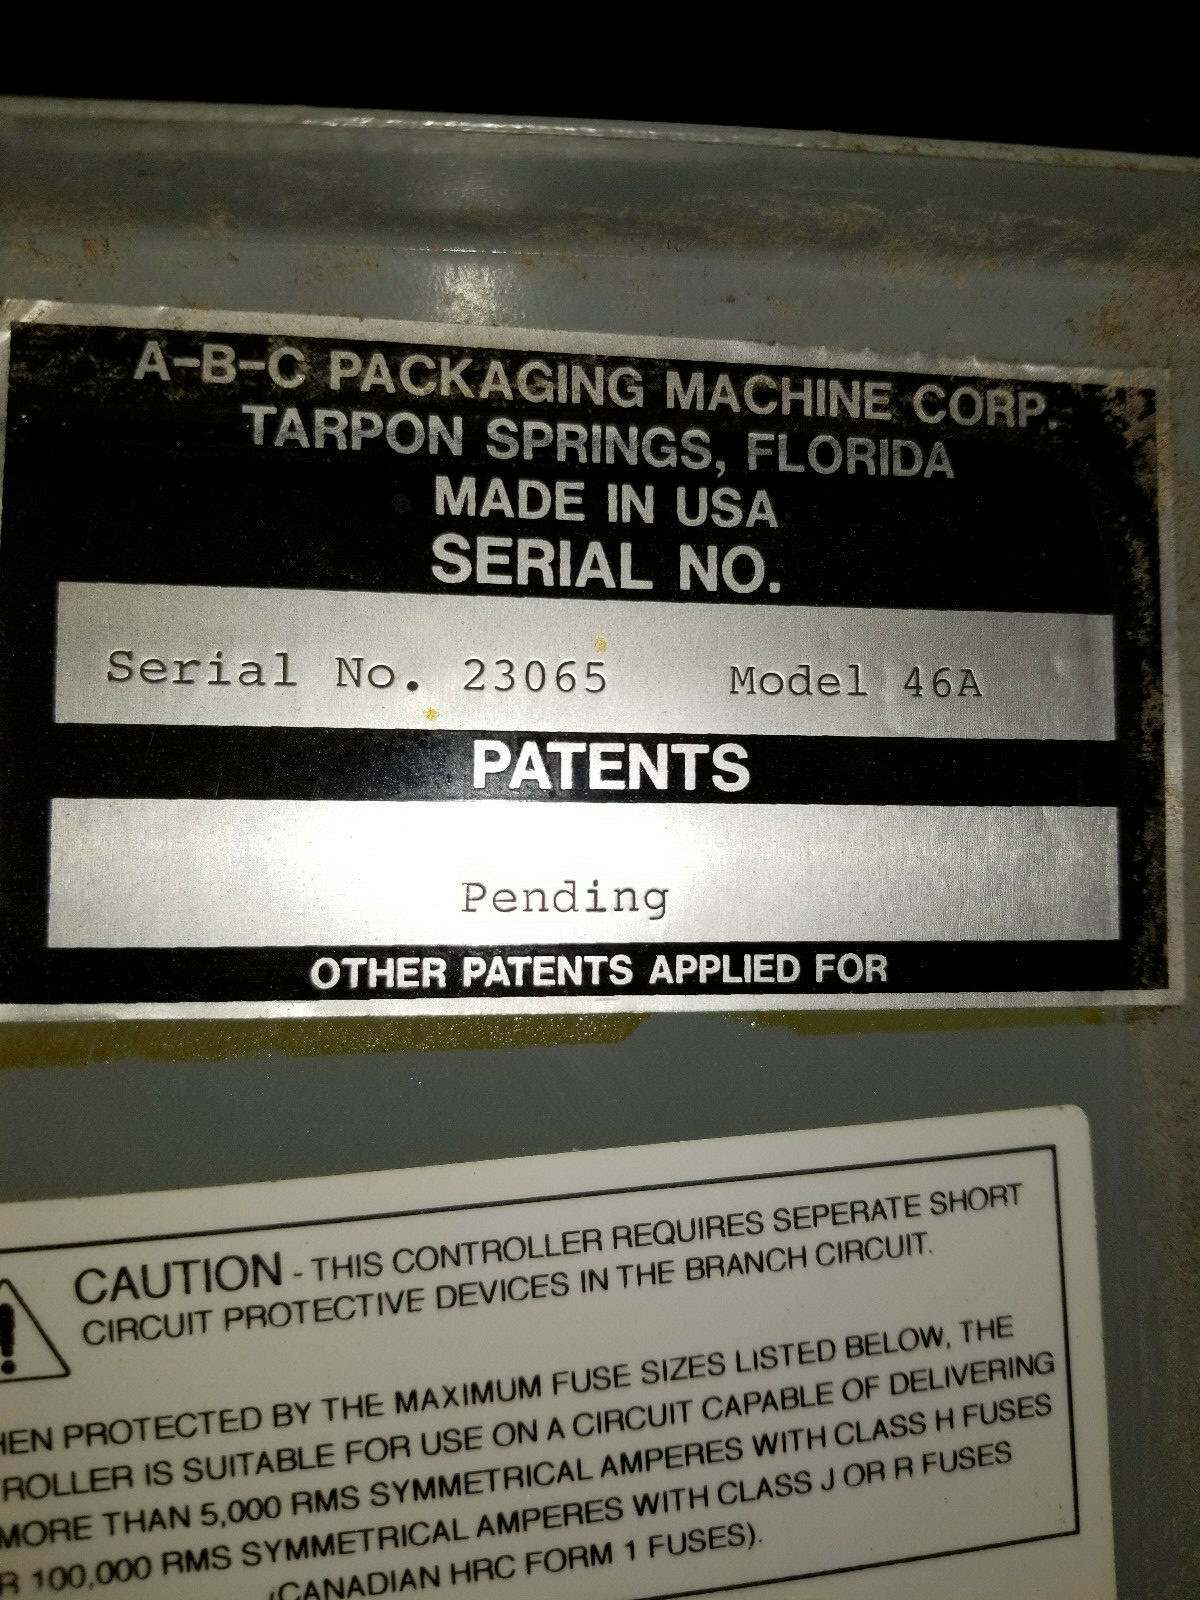 A-B-C PACKAGING MACHINE CORP.
TARPON SPRINGS, FLORIDA
MADE IN USA
SERIAL NO.
Serial No. 23065 Model 46A
PATENTS
Pending
OTHER PATENTS APPLIED FOR
CAUTION - THIS CONTROLLER REQUIRES SEPERATE SHORT
CIRCUIT PROTECTIVE DEVICES IN THE BRANCH CIRCUIT.
HEN PROTECTED BY THE MAXIMUM FUSE SIZES LISTED BELOW, THE
ROLLER IS SUITABLE FOR USE ON A CIRCUIT CAPABLE OF DELIVERING
MORE THAN 5,000 RMS SYMMETRICAL AMPERES WITH CLASS H FUSES
R 100,000 RMS SYMMETRICAL AMPERES WITH CLASS J OR R FUSES
(CANADIAN HRC FORM 1 FUSES).